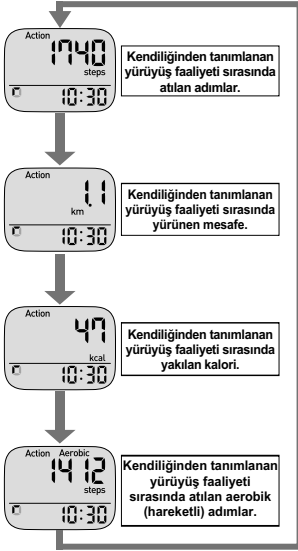 Action
1740
steps
10:30
Kendiliğinden tanımlanan
yürüyüş faaliyeti sırasında
atılan adımlar.
Action
1.1
km
10:30
Kendiliğinden tanımlanan
yürüyüş faaliyeti sırasında
yürünen mesafe.
Action
47
kcal
10:30
Kendiliğinden tanımlanan
yürüyüş faaliyeti sırasında
yakılan kalori.
Action Aerobic
1412
steps
10:30
Kendiliğinden tanımlanan
yürüyüş faaliyeti
sırasında atılan aerobik
(hareketli) adımlar.